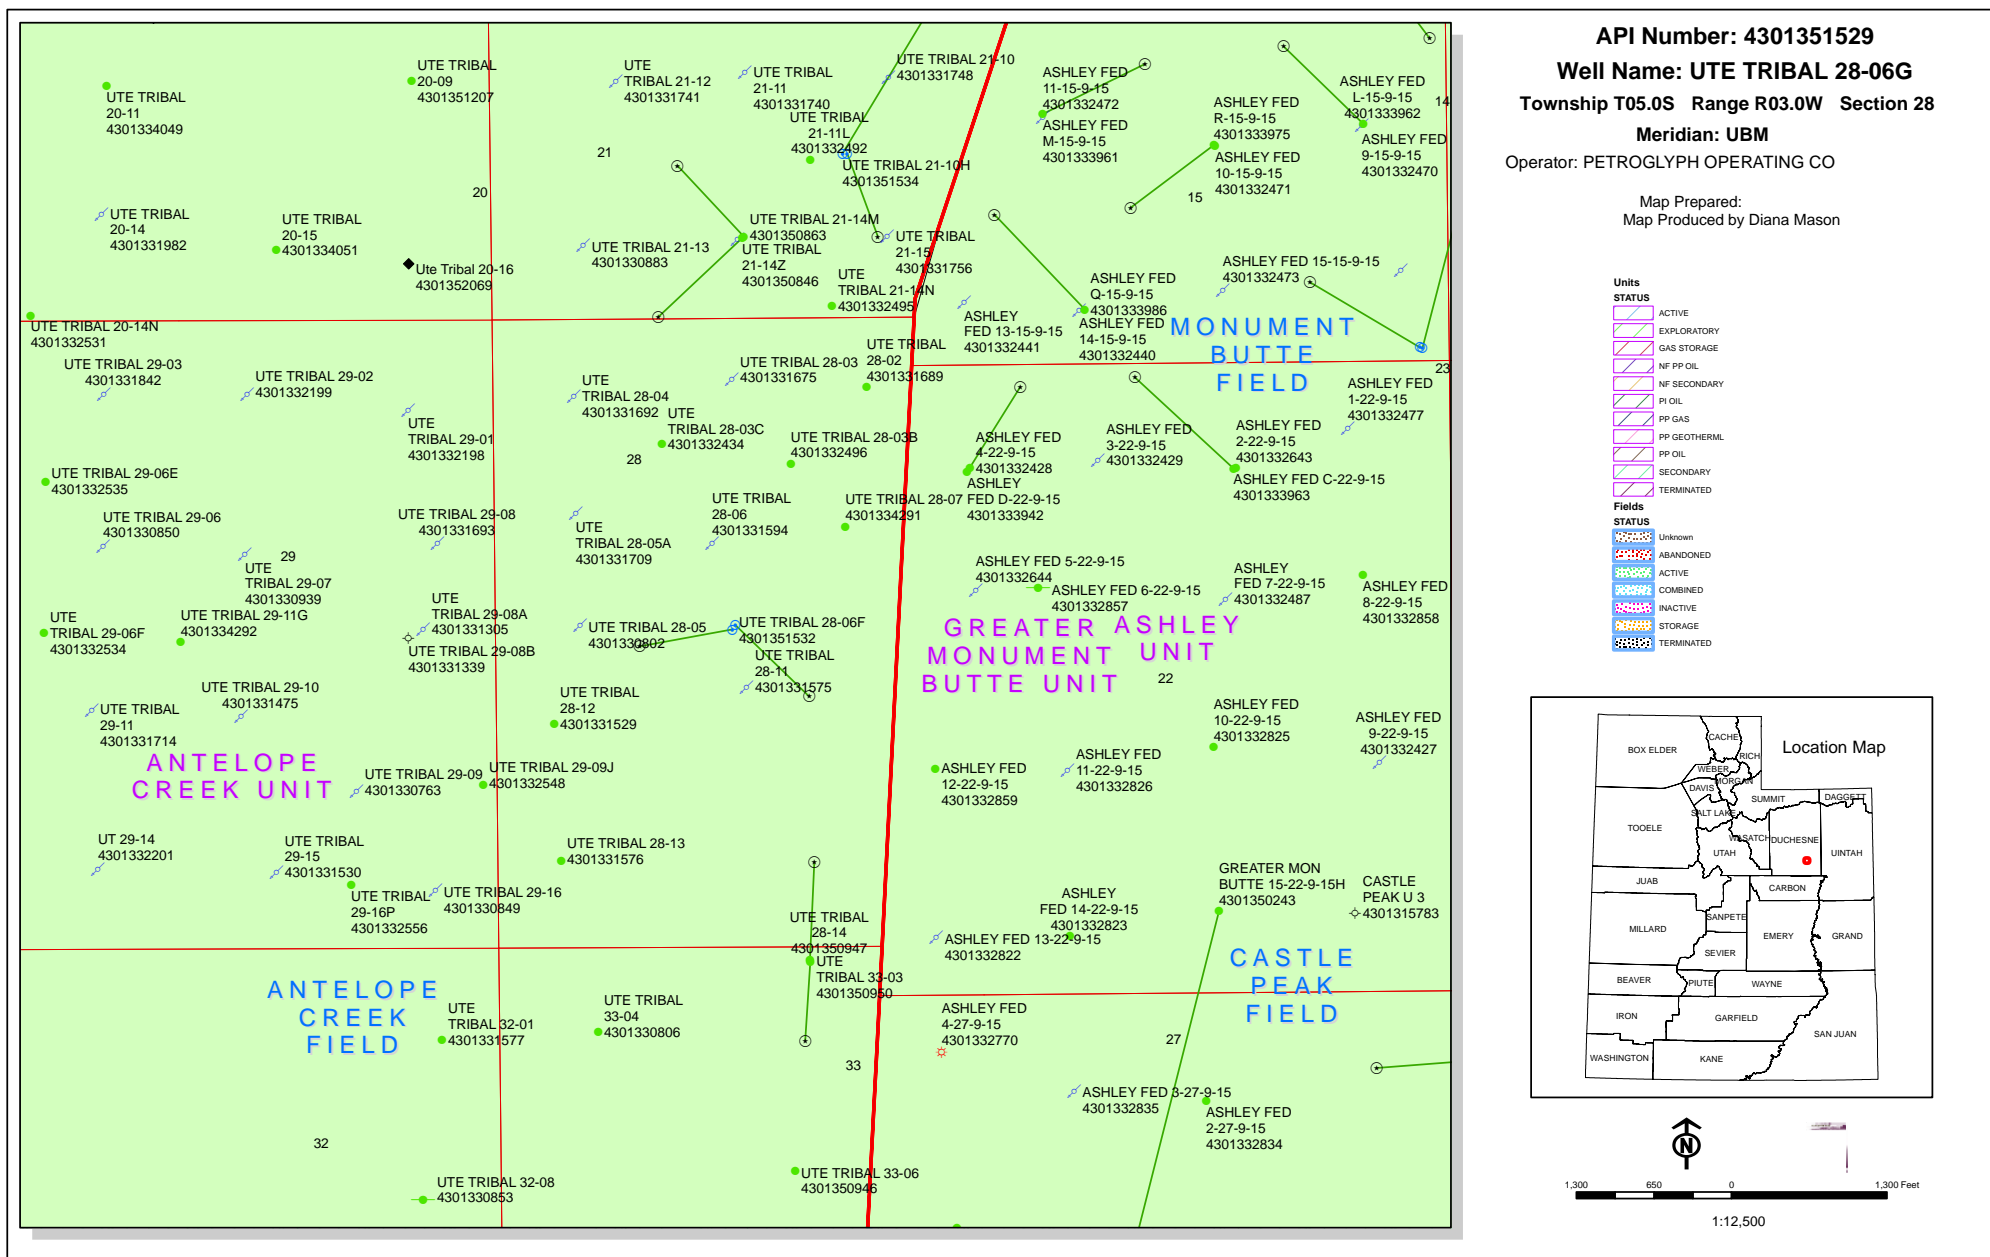 API Number: 4301351529
Well Name: UTE TRIBAL 28-06G
Township T05.0S Range R03.0W Section 28
Meridian: UBM
Operator: PETROGLYPH OPERATING CO
Map Prepared:
Map Produced by Diana Mason
Units
STATUS
ACTIVE
EXPLORATORY
GAS STORAGE
NF PP OIL
NF SECONDARY
PI OIL
PP GAS
PP GEOTHERML
PP OIL
SECONDARY
TERMINATED
Fields
STATUS
Unknown
ABANDONED
ACTIVE
COMBINED
INACTIVE
STORAGE
TERMINATED
Location Map
BOX ELDER
CACHE
RICH
WEBER
MORGAN
DAVIS
SUMMIT
DAGGETT
SALT LAKE
TOOELE
WASATCH
DUCHESNE
UTAH
UINTAH
JUAB
CARBON
SANPETE
MILLARD
EMERY
GRAND
SEVIER
BEAVER
PIUTE
WAYNE
IRON
GARFIELD
SAN JUAN
WASHINGTON
KANE
N
1,300
650
0
1,300 Feet
1:12,500
UTE TRIBAL
20-11
4301334049
UTE TRIBAL
20-09
4301351207
UTE
TRIBAL 21-12
4301331741
UTE TRIBAL
21-11
4301331740
UTE TRIBAL 21-10
4301331748
UTE TRIBAL
21-11L
4301332492
UTE TRIBAL 21-10H
4301351534
ASHLEY FED
11-15-9-15
4301332472
ASHLEY FED
M-15-9-15
4301333961
ASHLEY FED
R-15-9-15
4301333975
ASHLEY FED
10-15-9-15
4301332471
ASHLEY FED
L-15-9-15
4301333962
ASHLEY FED
9-15-9-15
4301332470
14
21
20
15
UTE TRIBAL
20-14
4301331982
UTE TRIBAL
20-15
4301334051
Ute Tribal 20-16
4301352069
UTE TRIBAL 21-13
4301330883
UTE TRIBAL 21-14M
4301350863
UTE TRIBAL
21-14Z
4301350846
UTE TRIBAL
21-15
4301331756
UTE
TRIBAL 21-14N
4301332495
ASHLEY
FED 13-15-9-15
4301332441
ASHLEY FED
Q-15-9-15
4301333986
ASHLEY FED
14-15-9-15
4301332440
ASHLEY FED 15-15-9-15
4301332473
MONUMENT
BUTTE
FIELD
UTE TRIBAL 20-14N
4301332531
UTE TRIBAL 29-03
4301331842
UTE TRIBAL 29-02
4301332199
UTE
TRIBAL 29-01
4301332198
UTE
TRIBAL 28-04
4301331692
UTE
TRIBAL 28-03C
4301332434
UTE TRIBAL 28-03
4301331675
UTE TRIBAL
28-02
4301331689
UTE TRIBAL 28-03B
4301332496
28
ASHLEY FED
4-22-9-15
4301332428
ASHLEY
FED D-22-9-15
4301333942
ASHLEY FED
3-22-9-15
4301332429
ASHLEY FED
2-22-9-15
4301332643
ASHLEY FED C-22-9-15
4301333963
ASHLEY FED
1-22-9-15
4301332477
23
UTE TRIBAL 29-06E
4301332535
UTE TRIBAL 29-06
4301330850
29
UTE
TRIBAL 29-07
4301330939
UTE TRIBAL 29-08
4301331693
UTE
TRIBAL 28-05A
4301331709
UTE TRIBAL
28-06
4301331594
UTE TRIBAL 28-07
4301334291
ASHLEY FED 5-22-9-15
4301332644
ASHLEY FED 6-22-9-15
4301332857
ASHLEY
FED 7-22-9-15
4301332487
ASHLEY FED
8-22-9-15
4301332858
UTE
TRIBAL 29-06F
4301332534
UTE TRIBAL 29-11G
4301334292
UTE
TRIBAL 29-08A
4301331305
UTE TRIBAL 29-08B
4301331339
UTE TRIBAL 28-05
4301330802
UTE TRIBAL 28-06F
4301351532
UTE TRIBAL
28-11
4301331575
GREATER
MONUMENT
BUTTE UNIT
ASHLEY
UNIT
22
UTE TRIBAL
29-11
4301331714
UTE TRIBAL 29-10
4301331475
UTE TRIBAL
28-12
4301331529
ASHLEY FED
10-22-9-15
4301332825
ASHLEY FED
9-22-9-15
4301332427
ANTELOPE
CREEK UNIT
UTE TRIBAL 29-09
4301330763
UTE TRIBAL 29-09J
4301332548
ASHLEY FED
12-22-9-15
4301332859
ASHLEY FED
11-22-9-15
4301332826
UT 29-14
4301332201
UTE TRIBAL
29-15
4301331530
UTE TRIBAL
29-16P
4301332556
UTE TRIBAL 29-16
4301330849
UTE TRIBAL 28-13
4301331576
UTE TRIBAL
28-14
4301350947
UTE
TRIBAL 33-03
4301350950
ASHLEY
FED 14-22-9-15
4301332823
ASHLEY FED 13-22-9-15
4301332822
GREATER MON
BUTTE 15-22-9-15H
4301350243
CASTLE
PEAK U 3
4301315783
CASTLE
PEAK
FIELD
ANTELOPE
CREEK
FIELD
UTE
TRIBAL 32-01
4301331577
UTE TRIBAL
33-04
4301330806
33
ASHLEY FED
4-27-9-15
4301332770
27
ASHLEY FED 3-27-9-15
4301332835
ASHLEY FED
2-27-9-15
4301332834
32
UTE TRIBAL 32-08
4301330853
UTE TRIBAL 33-06
4301350946